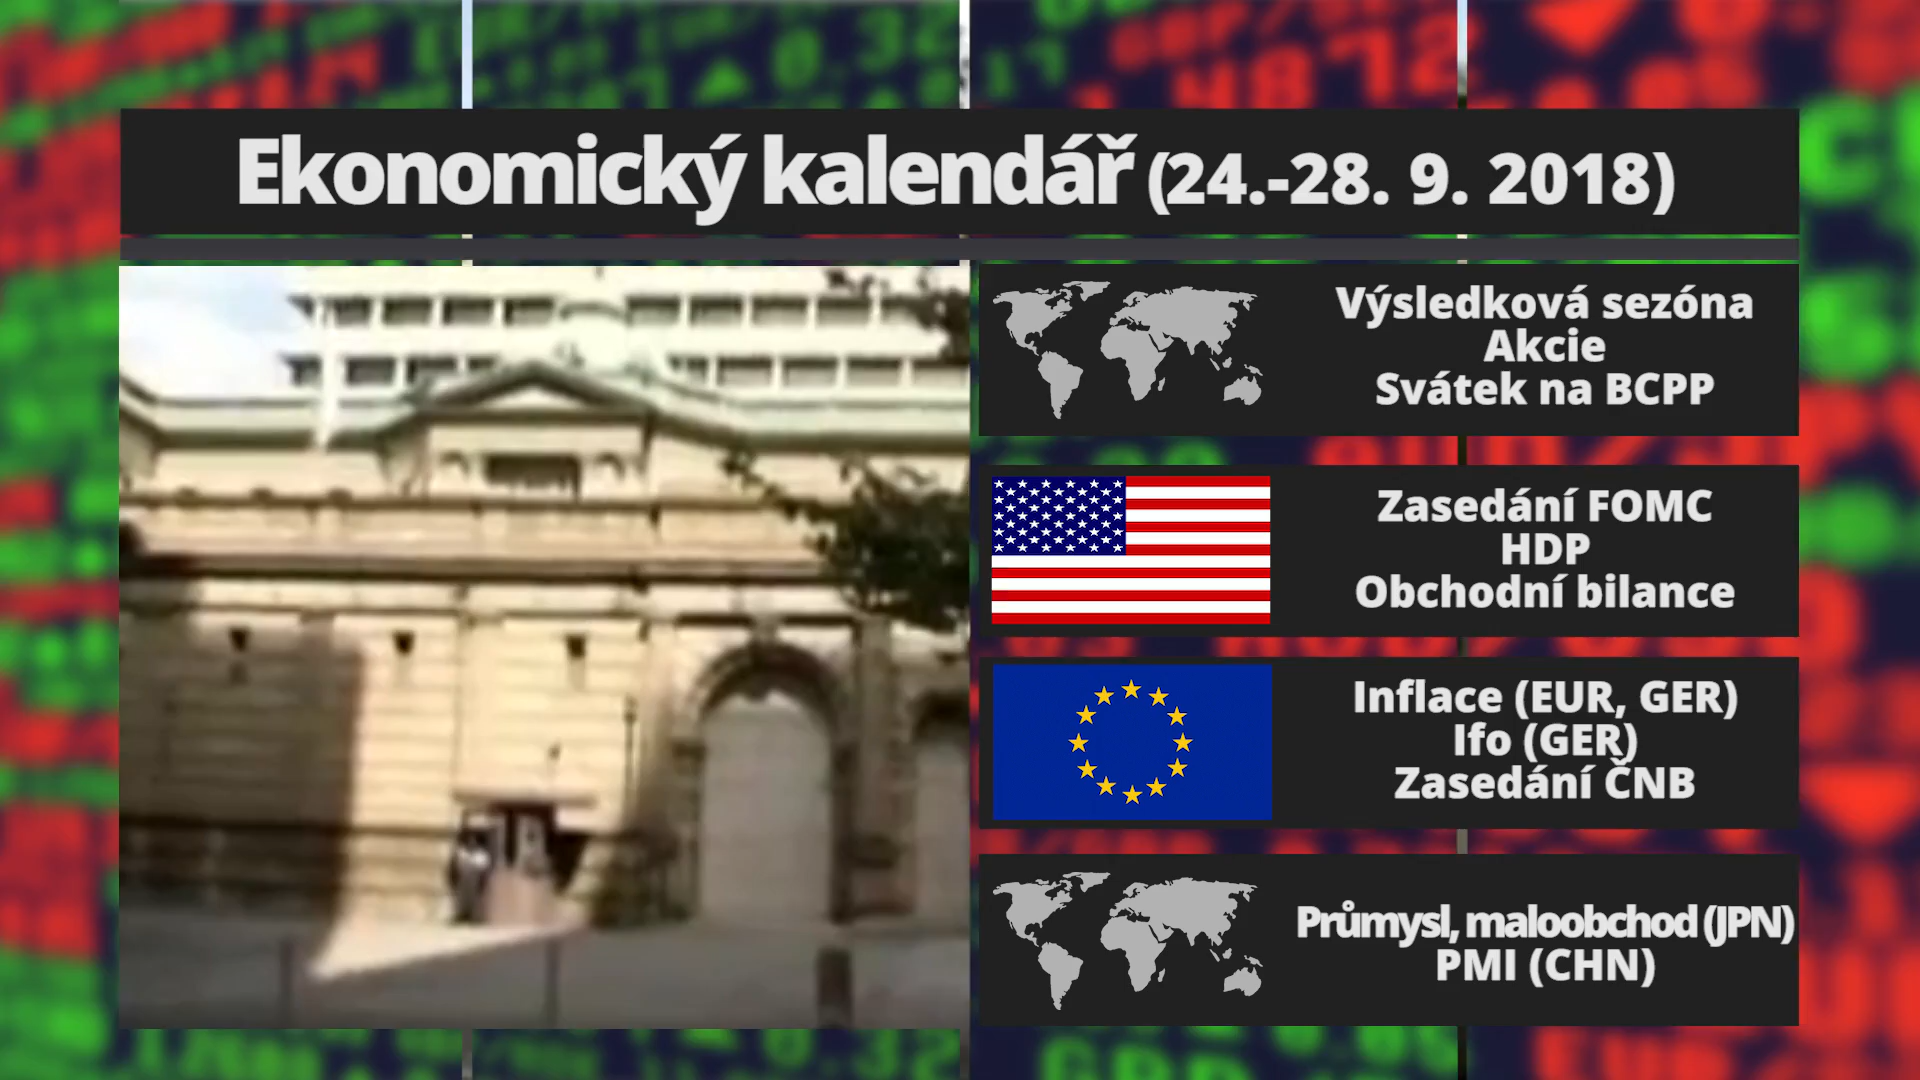 Ekonomický kalendář (24.-28. 9. 2018)
Výsledková sezóna
Akcie
Svátek na BCPP
Zasedání FOMC
HDP
Obchodní bilance
Inflace (EUR, GER)
Ifo (GER)
Zasedání ČNB
Průmysl, maloobchod (JPN)
PMI (CHN)